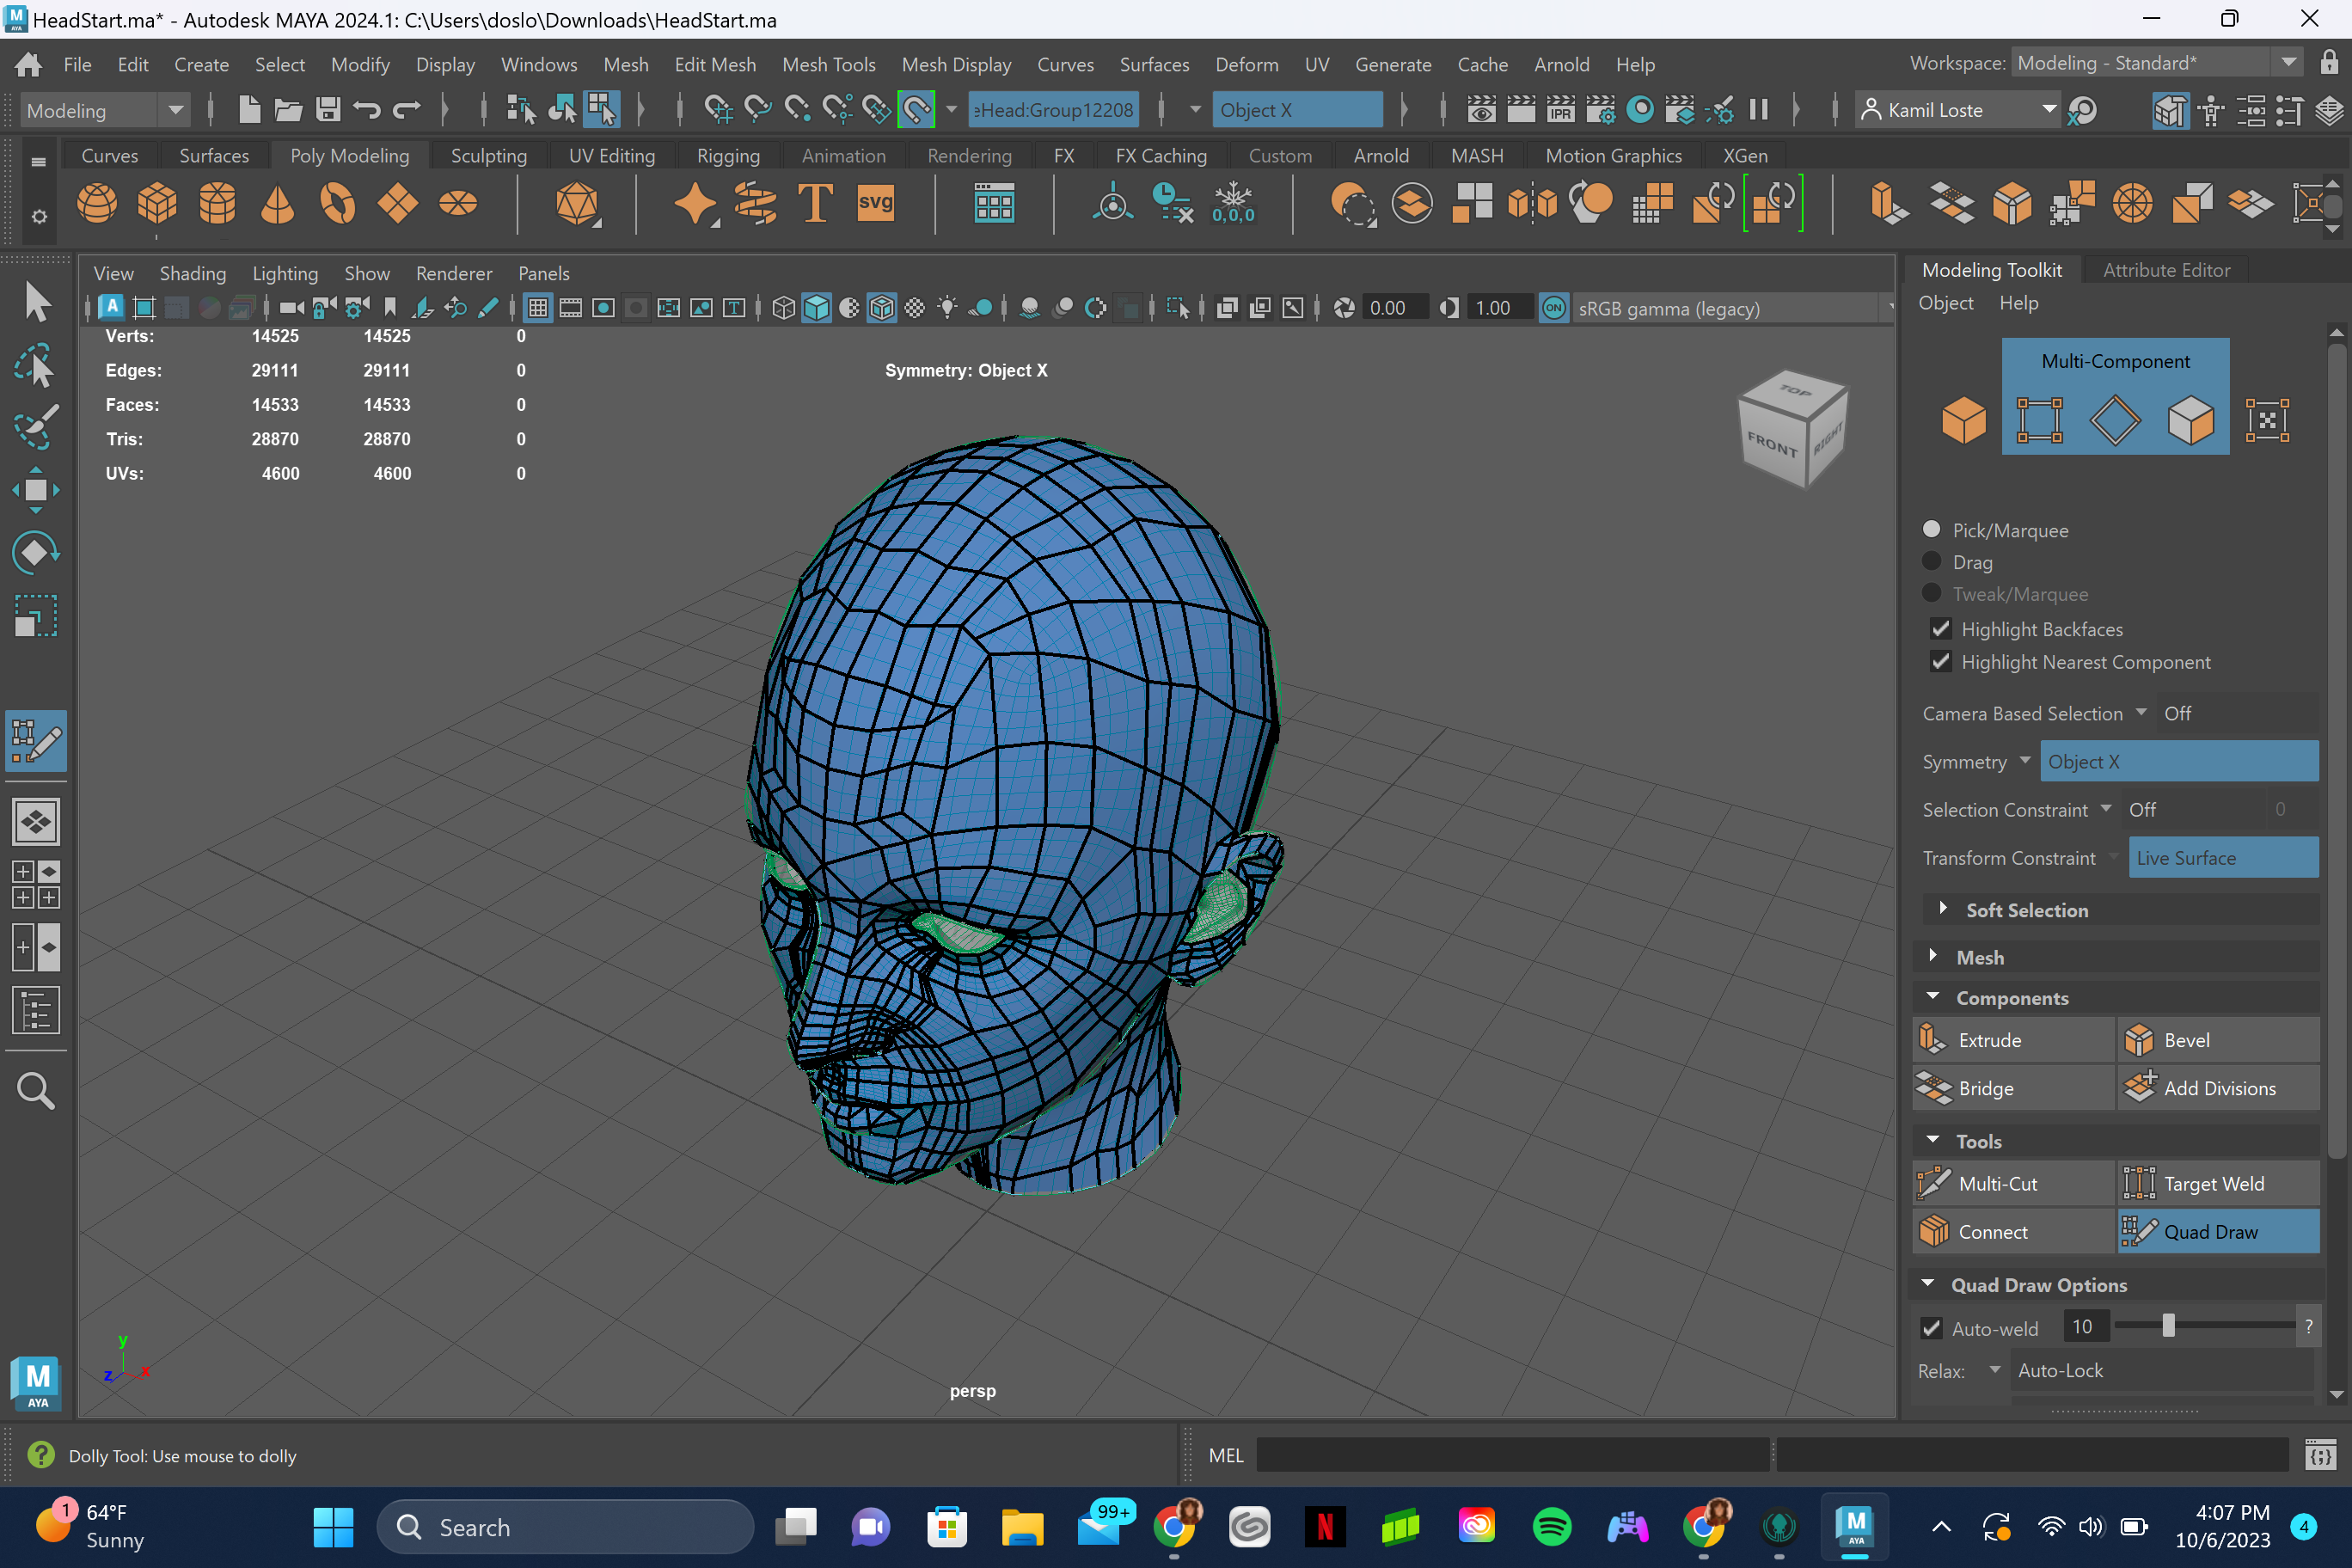 HeadStart.ma* - Autodesk MAYA 2024.1: C:\Users\doslo\Downloads\HeadStart.ma
File Edit Create Select Modify Display Windows Mesh Edit Mesh Mesh Tools Mesh Display Curves Surfaces Deform UV Generate Cache Arnold Help Workspace: Modeling - Standard*
Modeling eHead:Group12208 Object X IPR Kamil Loste
Curves Surfaces Poly Modeling Sculpting UV Editing Rigging Animation Rendering FX FX Caching Custom Arnold MASH Motion Graphics XGen
T svg 0,0,0
View Shading Lighting Show Renderer Panels
0.00 1.00 ON sRGB gamma (legacy)
Verts: 14525 14525 0
Edges: 29111 29111 0
Faces: 14533 14533 0
Tris: 28870 28870 0
UVs: 4600 4600 0
Symmetry: Object X
TOP
FRONT RIGHT
y
z x
persp
Modeling Toolkit Attribute Editor
Object Help
Multi-Component
Pick/Marquee
Drag
Tweak/Marquee
Highlight Backfaces
Highlight Nearest Component
Camera Based Selection Off
Symmetry Object X
Selection Constraint Off 0
Transform Constraint Live Surface
Soft Selection
Mesh
Components
Extrude Bevel
Bridge Add Divisions
Tools
Multi-Cut Target Weld
Connect Quad Draw
Quad Draw Options
Auto-weld 10 ?
Relax: Auto-Lock
M
AYA
Dolly Tool: Use mouse to dolly MEL
1 64°F
Sunny
Search
99+
N
M
AYA
4:07 PM
10/6/2023
4